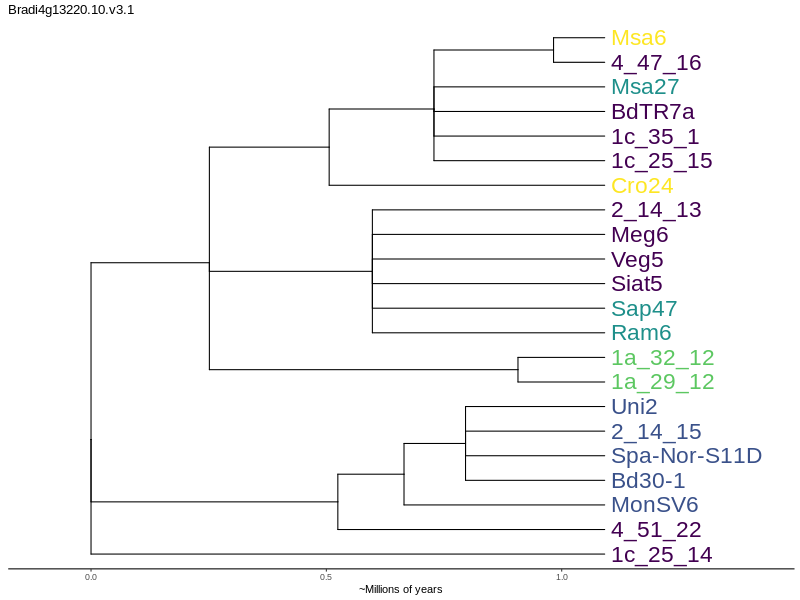 Bradi4g13220.10.v3.1
Msa6
4_47_16
Msa27
BdTR7a
1c_35_1
1c_25_15
Cro24
2_14_13
Meg6
Veg5
Siat5
Sap47
Ram6
1a_32_12
1a_29_12
Uni2
2_14_15
Spa-Nor-S11D
Bd30-1
MonSV6
4_51_22
1c_25_14
0.0 0.5 1.0
~Millions of years